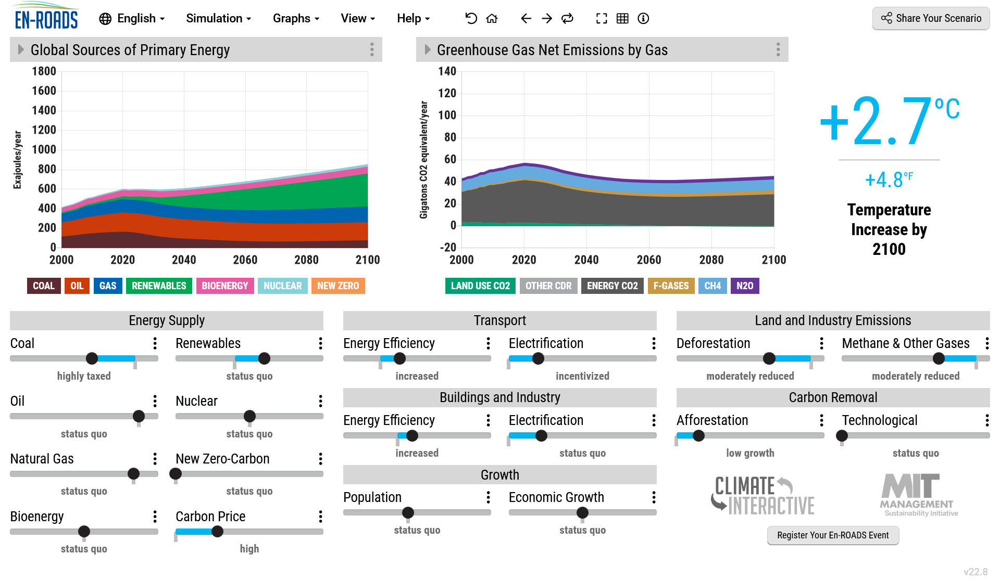 EN-ROADS
English
Simulation
Graphs
View
Help
Share Your Scenario
Global Sources of Primary Energy
1800
1600
1400
1200
1000
800
600
400
200
0
Exajoules/year
2000 2020 2040 2060 2080 2100
COAL OIL GAS RENEWABLES BIOENERGY NUCLEAR NEW ZERO
Greenhouse Gas Net Emissions by Gas
140
120
100
80
60
40
20
0
-20
Gigatons CO2 equivalent/year
2000 2020 2040 2060 2080 2100
LAND USE CO2 OTHER CDR ENERGY CO2 F-GASES CH4 N2O
+2.7°C
+4.8°F
Temperature
Increase by
2100
Energy Supply
Coal
highly taxed
Renewables
status quo
Oil
status quo
Nuclear
status quo
Natural Gas
status quo
New Zero-Carbon
status quo
Bioenergy
status quo
Carbon Price
high
Transport
Energy Efficiency
increased
Electrification
incentivized
Buildings and Industry
Energy Efficiency
increased
Electrification
status quo
Growth
Population
status quo
Economic Growth
status quo
Land and Industry Emissions
Deforestation
moderately reduced
Methane & Other Gases
moderately reduced
Carbon Removal
Afforestation
low growth
Technological
status quo
CLIMATE
INTERACTIVE
MIT
MANAGEMENT
Sustainability Initiative
Register Your En-ROADS Event
v22.8